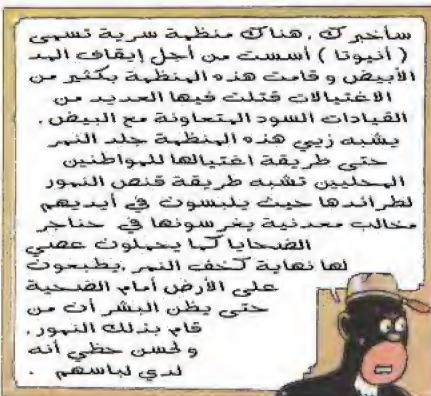 سأخبرك . هناك منظمة سرية تسمى
( أنيوتا ) أسست من أجل إيقاف المد
الأبيض و قامت هذه المنظمة بكثير من
الاغتيالات قتلت فيها العديد من
القيادات السود المتعاونة مع البيض .
يشبه زيي هذه المنظمة جلد النمر
حتى طريقة اغتيالها للمواطنين
المحليين تشبه طريقة قنص النمور
لطرائدها حيث يلبسون في أيديهم
مخالب معدنية يغرسونها في حناجر
الضحايا كما يحملون عصي
لها نهاية كخف النمر .يطبعون
على الأرض أمام الضحية
حتى يظن البشر أن من
قام بذلك النمور .
و لحسن حظي أنه
لدي لباسهم .